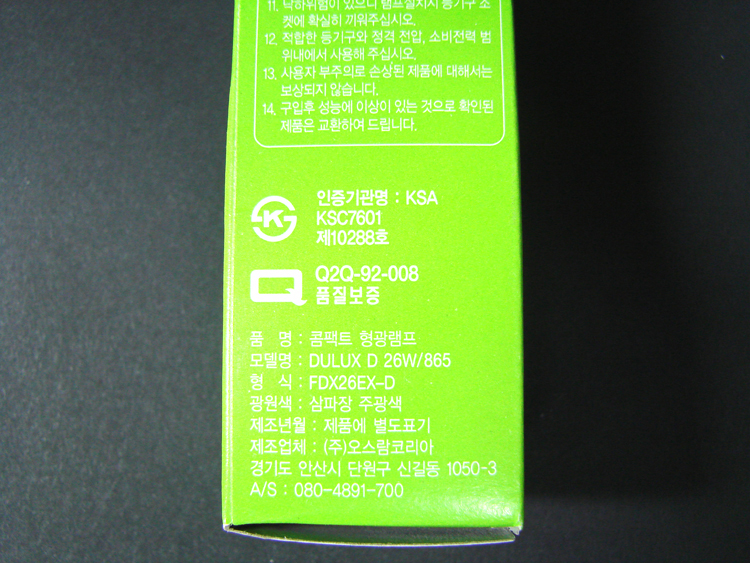 11. 낙하위험이 있으니 램프설치시 등기구 소
켓에 확실히 끼워주십시오.
12. 적합한 등기구와 정격 전압, 소비전력 범
위내에서 사용해 주십시오.
13. 사용자 부주의로 손상된 제품에 대해서는
보상되지 않습니다.
14. 구입후 성능에 이상이 있는 것으로 확인된
제품은 교환하여 드립니다.
인증기관명 : KSA
KSC7601
제10288호
Q2Q-92-008
품질보증
품 명 : 콤팩트 형광램프
모델명 : DULUX D 26W/865
형 식 : FDX26EX-D
광원색 : 삼파장 주광색
제조년월 : 제품에 별도표기
제조업체 : (주)오스람코리아
경기도 안산시 단원구 신길동 1050-3
A/S : 080-4891-700